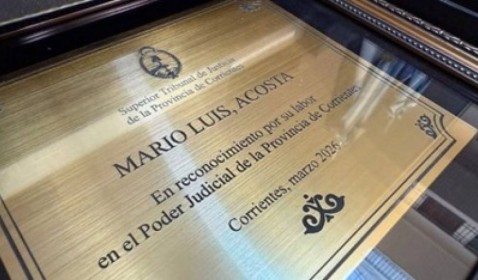 Superior Tribunal de Justicia
de la Provincia de Corrientes
MARIO LUIS, ACOSTA
En reconocimiento por su labor
en el Poder Judicial de la Provincia de Corrientes
Corrientes, marzo 2026